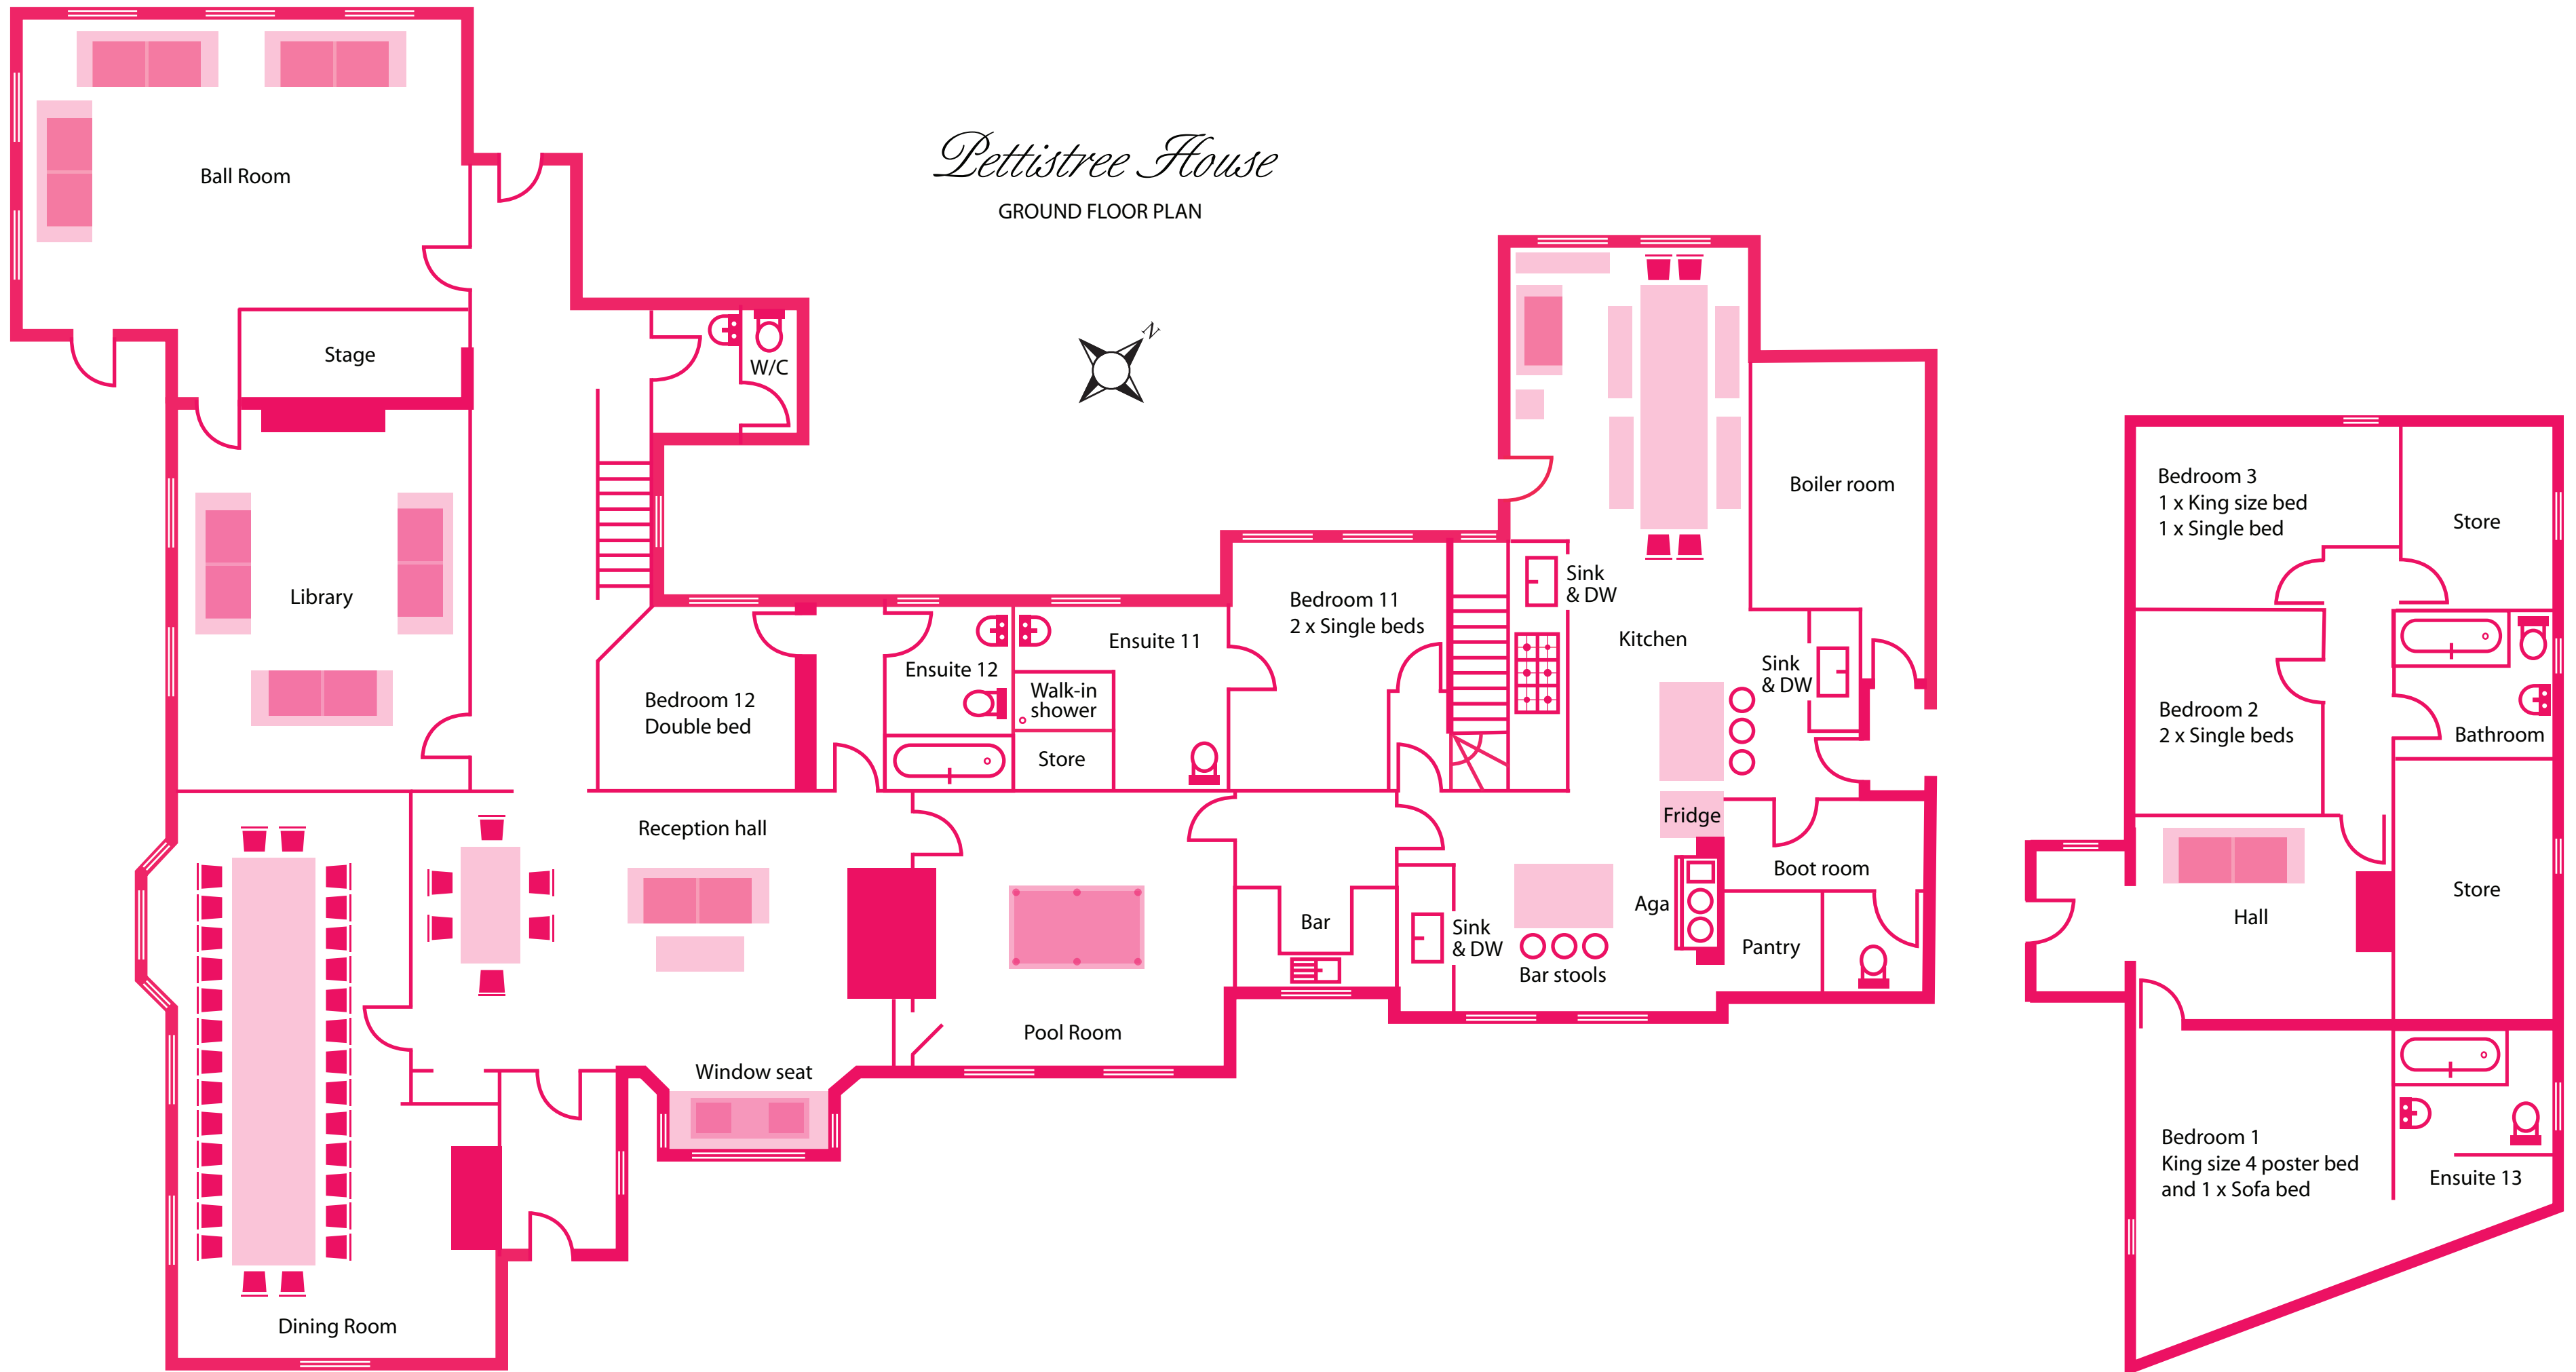 Pettistree House
GROUND FLOOR PLAN
N
Ball Room
Stage
W/C
Library
Bedroom 12
Double bed
Ensuite 12
Ensuite 11
Walk-in
shower
Store
Bedroom 11
2 x Single beds
Sink
& DW
Kitchen
Boiler room
Sink
& DW
Fridge
Boot room
Aga
Pantry
Sink
& DW
Bar stools
Bar
Reception hall
Pool Room
Window seat
Dining Room
Bedroom 3
1 x King size bed
1 x Single bed
Store
Bedroom 2
2 x Single beds
Bathroom
Hall
Store
Bedroom 1
King size 4 poster bed
and 1 x Sofa bed
Ensuite 13